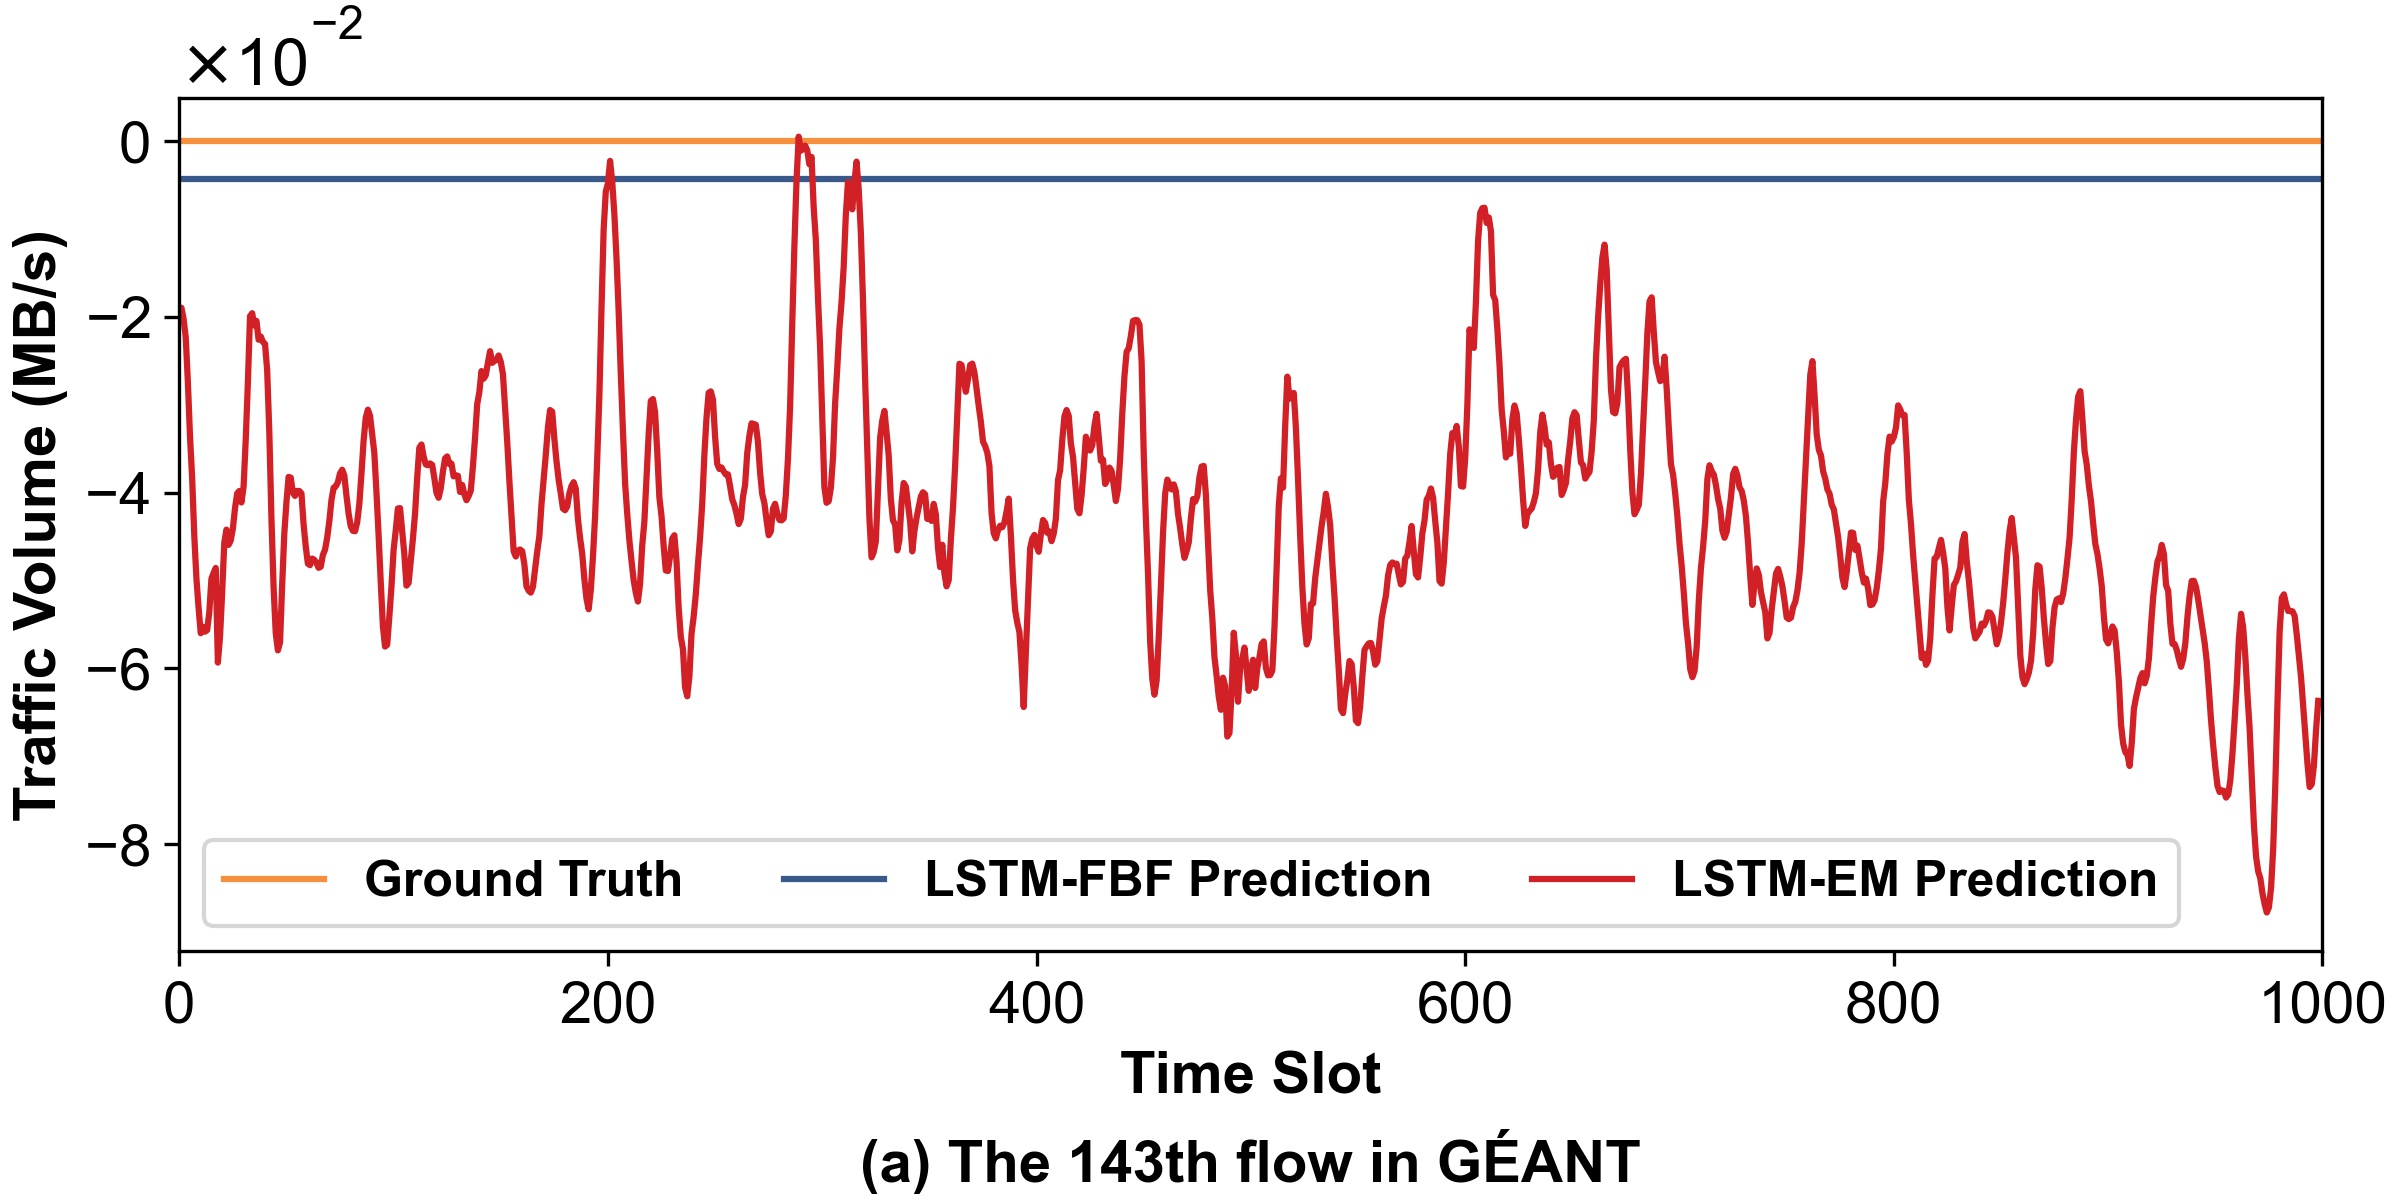 ×10⁻²
0
−2
−4
−6
−8
Traffic Volume (MB/s)
Ground Truth LSTM-FBF Prediction LSTM-EM Prediction
0 200 400 600 800 1000
Time Slot
(a) The 143th flow in GÉANT